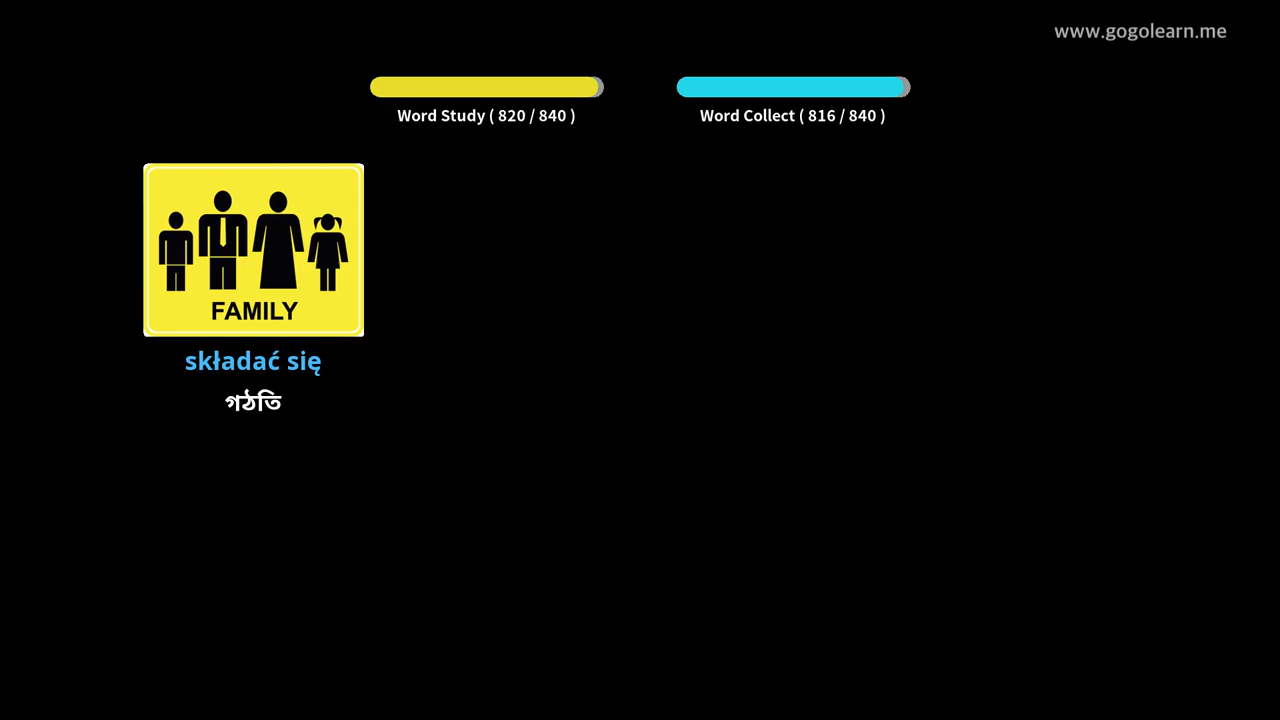 www.gogolearn.me
Word Study ( 820 / 840 )
Word Collect ( 816 / 840 )
FAMILY
składać się
গঠতি